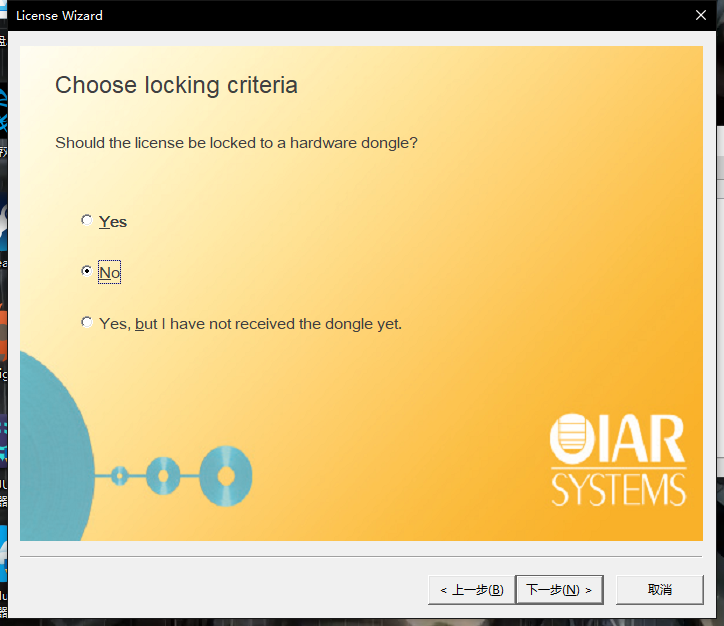 License Wizard
Choose locking criteria
Should the license be locked to a hardware dongle?
Yes
No
Yes, but I have not received the dongle yet.
IAR
SYSTEMS
< 上一步(B)
下一步(N) >
取消